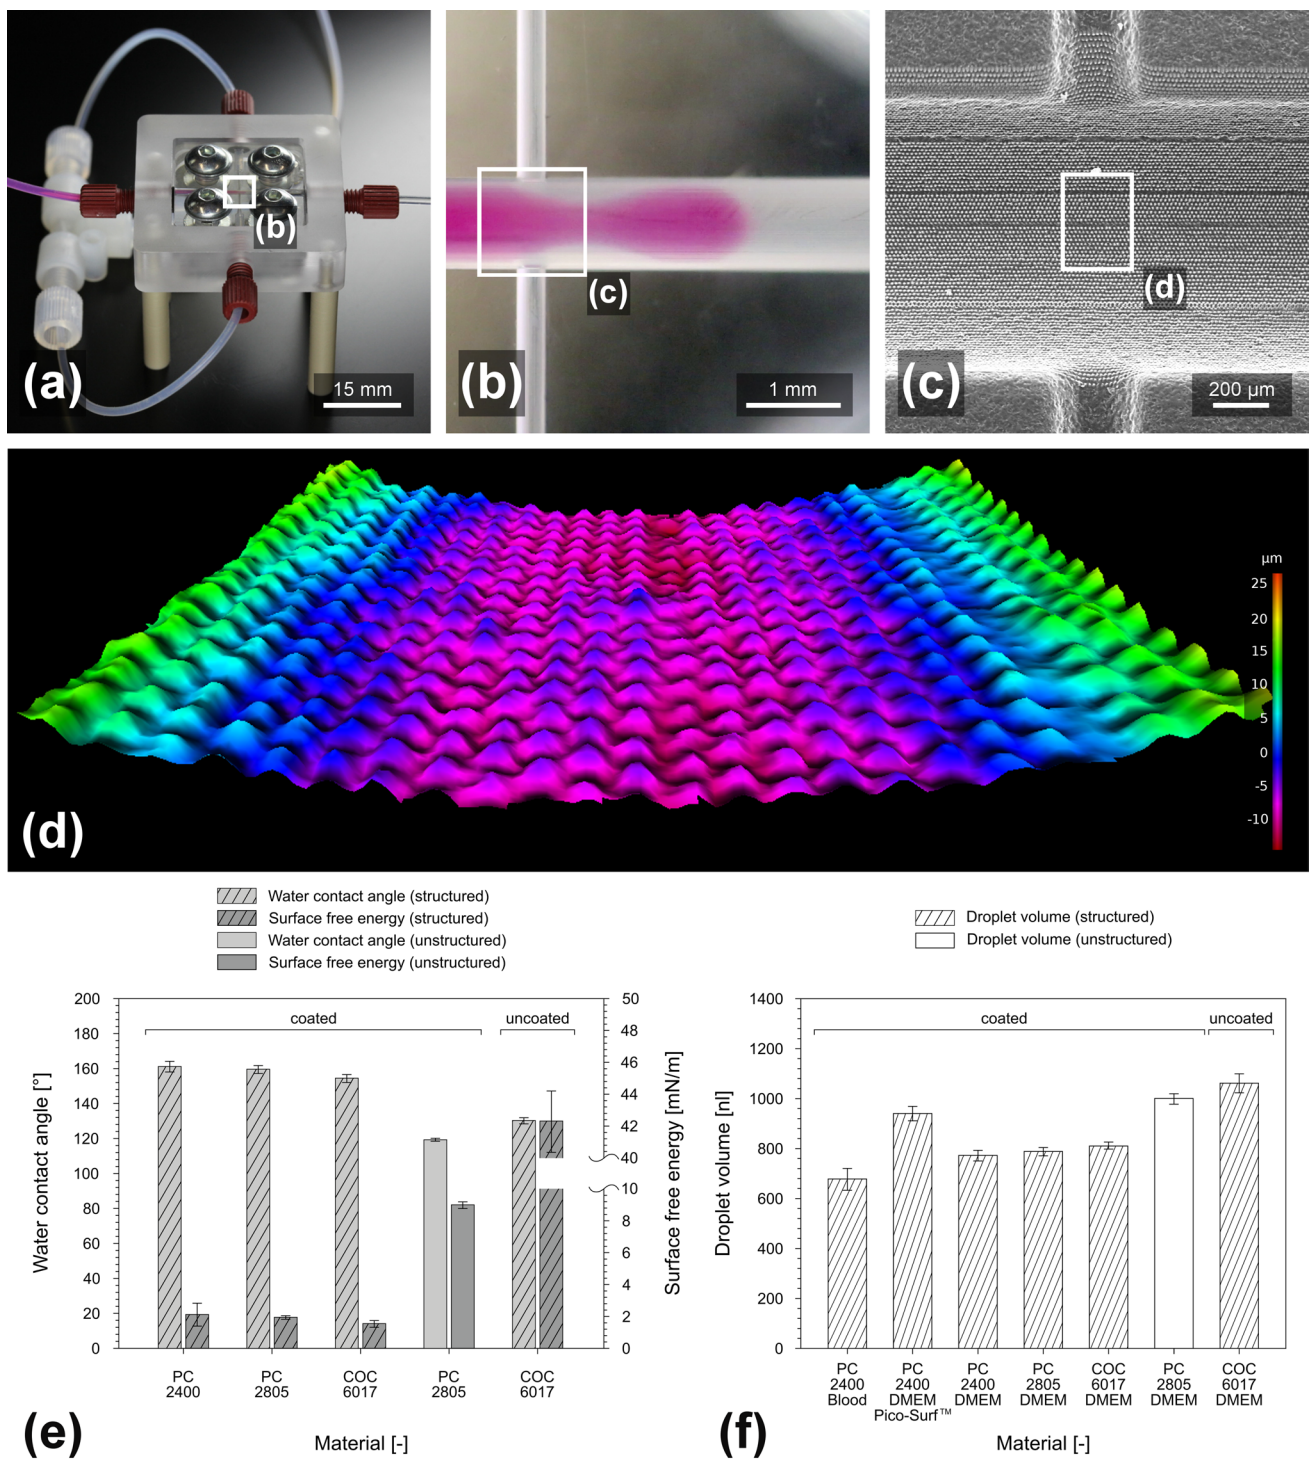 (b)
(a)
15 mm
(c)
(b)
1 mm
(d)
(c)
200 µm
µm
25
20
15
10
5
0
-5
-10
(d)
Water contact angle (structured)
Surface free energy (structured)
Water contact angle (unstructured)
Surface free energy (unstructured)
200
180
160
140
120
100
80
60
40
20
0
Water contact angle [°]
coated
uncoated
50
48
46
44
42
40
10
8
6
4
2
0
Surface free energy [mN/m]
PC
2400
PC
2805
COC
6017
PC
2805
COC
6017
Material [-]
(e)
Droplet volume (structured)
Droplet volume (unstructured)
1400
1200
1000
800
600
400
200
0
Droplet volume [nl]
coated
uncoated
PC
2400
Blood
PC
2400
DMEM
Pico-Surf™
PC
2400
DMEM
PC
2805
DMEM
COC
6017
DMEM
PC
2805
DMEM
COC
6017
DMEM
Material [-]
(f)